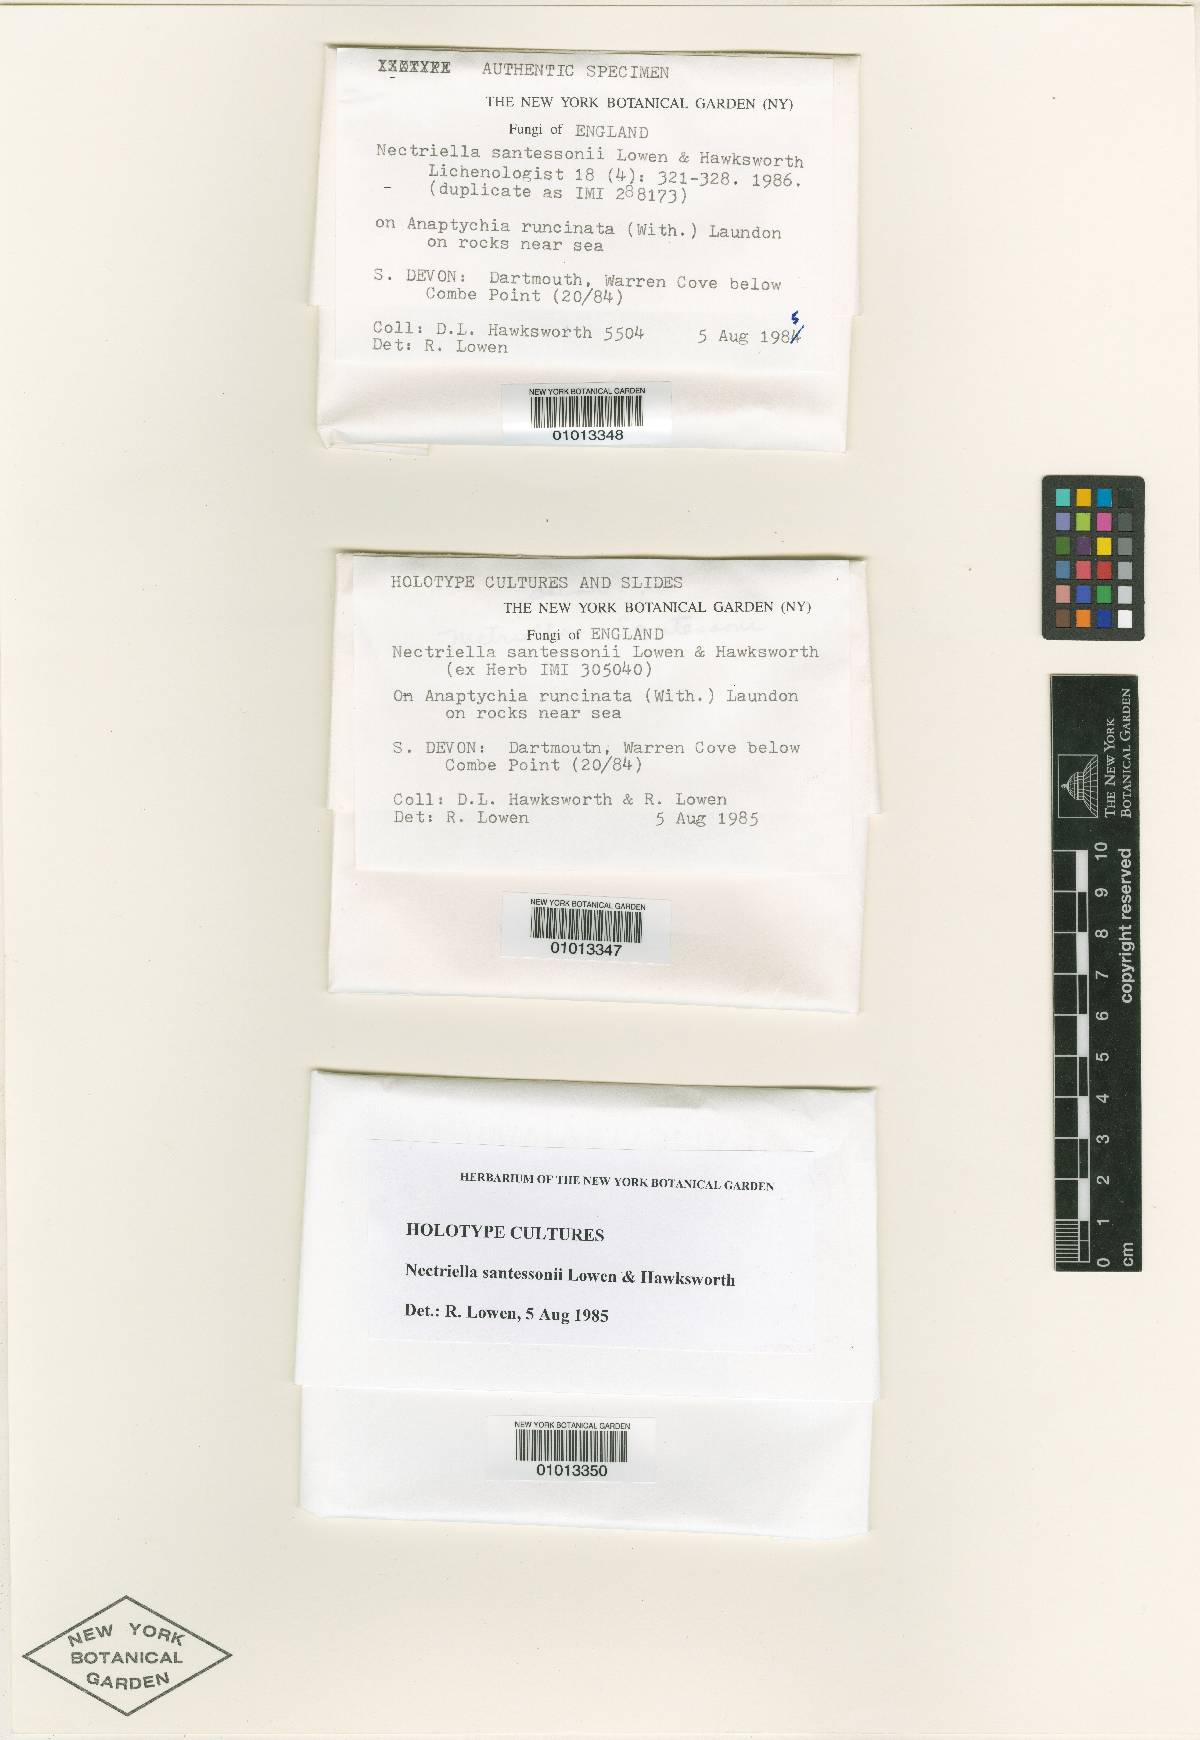 AUTHENTIC SPECIMEN
THE NEW YORK BOTANICAL GARDEN (NY)
Fungi of ENGLAND
Nectriella santessonii Lowen & Hawksworth
Lichenologist 18 (4): 321-328. 1986.
- (duplicate as IMI 288173)
on Anaptychia runcinata (With.) Laundon
on rocks near sea
S. DEVON: Dartmouth, Warren Cove below
Combe Point (20/84)
Coll: D.L. Hawksworth 5504 5 Aug 1985
Det: R. Lowen
NEW YORK BOTANICAL GARDEN
01013348
HOLOTYPE CULTURES AND SLIDES
THE NEW YORK BOTANICAL GARDEN (NY)
Fungi of ENGLAND
Nectriella santessonii Lowen & Hawksworth
(ex Herb IMI 305040)
On Anaptychia runcinata (With.) Laundon
on rocks near sea
S. DEVON: Dartmoutn, Warren Cove below
Combe Point (20/84)
Coll: D.L. Hawksworth & R. Lowen
Det: R. Lowen 5 Aug 1985
NEW YORK BOTANICAL GARDEN
01013347
HERBARIUM OF THE NEW YORK BOTANICAL GARDEN
HOLOTYPE CULTURES
Nectriella santessonii Lowen & Hawksworth
Det.: R. Lowen, 5 Aug 1985
NEW YORK BOTANICAL GARDEN
01013350
NEW YORK
BOTANICAL
GARDEN
THE NEW YORK
BOTANICAL GARDEN
copyright reserved
0 1 2 3 4 5 6 7 8 9 10
cm